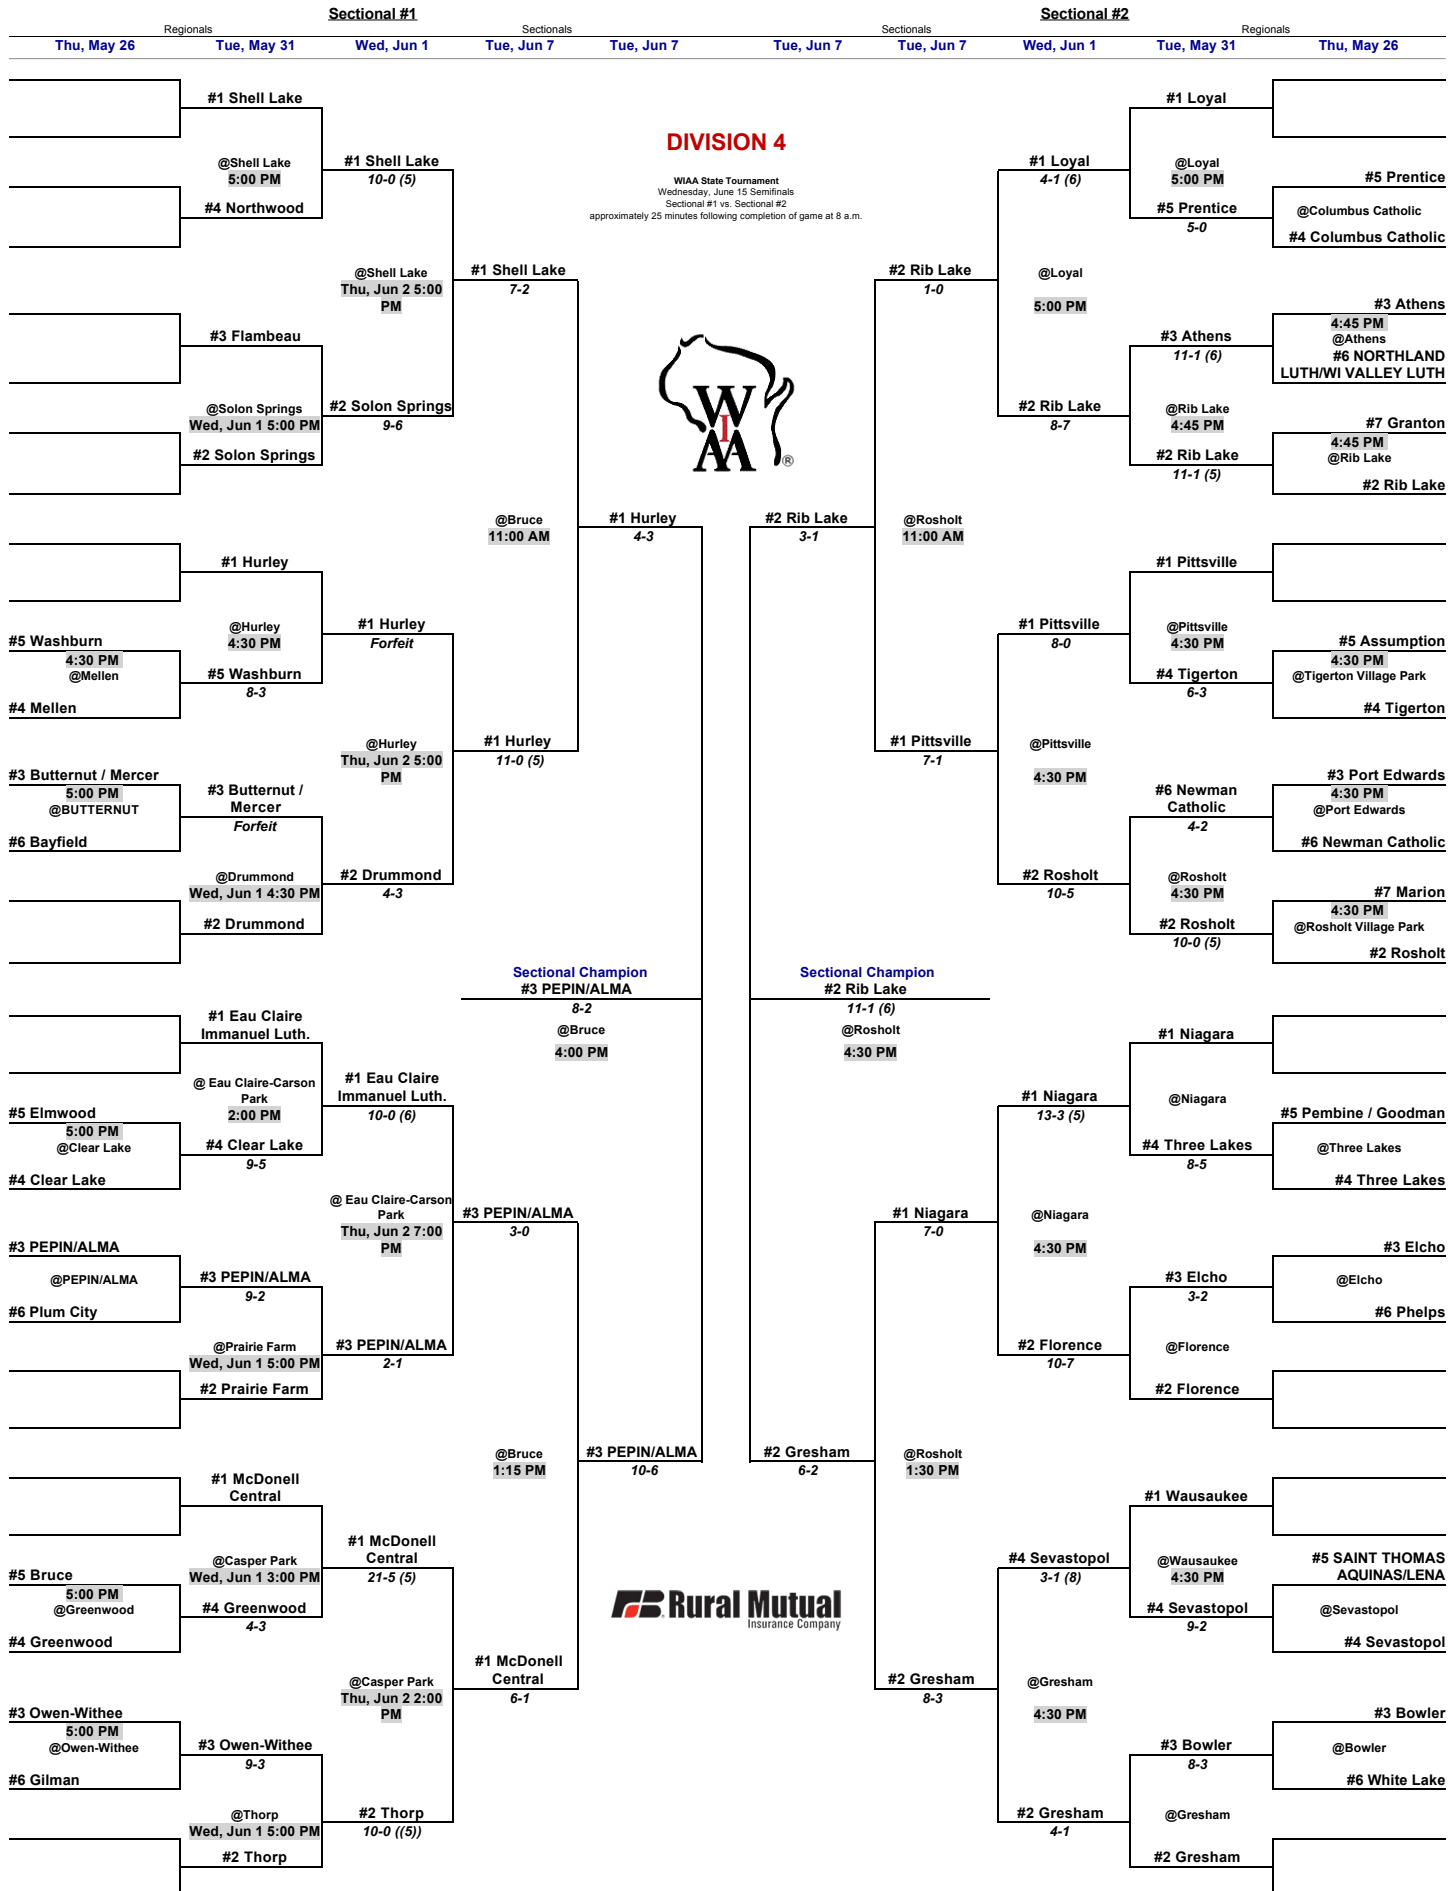 Sectional #1
Sectional #2
Regionals
Sectionals
Sectionals
Regionals
Thu, May 26
Tue, May 31
Wed, Jun 1
Tue, Jun 7
Tue, Jun 7
Tue, Jun 7
Tue, Jun 7
Wed, Jun 1
Tue, May 31
Thu, May 26
DIVISION 4
WIAA State Tournament
Wednesday, June 15 Semifinals
Sectional #1 vs. Sectional #2
approximately 25 minutes following completion of game at 8 a.m.
#1 Shell Lake
@Shell Lake
5:00 PM
#4 Northwood
#1 Shell Lake
10-0 (5)
@Shell Lake
Thu, Jun 2 5:00
PM
#1 Shell Lake
7-2
#3 Flambeau
@Solon Springs
Wed, Jun 1 5:00 PM
#2 Solon Springs
#2 Solon Springs
9-6
@Bruce
11:00 AM
#1 Hurley
4-3
#1 Hurley
#5 Washburn
4:30 PM
@Mellen
#4 Mellen
@Hurley
4:30 PM
#5 Washburn
8-3
#1 Hurley
Forfeit
@Hurley
Thu, Jun 2 5:00
PM
#1 Hurley
11-0 (5)
#3 Butternut / Mercer
5:00 PM
@BUTTERNUT
#6 Bayfield
#3 Butternut /
Mercer
Forfeit
@Drummond
Wed, Jun 1 4:30 PM
#2 Drummond
#2 Drummond
4-3
Sectional Champion
#3 PEPIN/ALMA
8-2
@Bruce
4:00 PM
#1 Eau Claire
Immanuel Luth.
@ Eau Claire-Carson
Park
2:00 PM
#5 Elmwood
5:00 PM
@Clear Lake
#4 Clear Lake
#4 Clear Lake
9-5
#1 Eau Claire
Immanuel Luth.
10-0 (6)
@ Eau Claire-Carson
Park
Thu, Jun 2 7:00
PM
#3 PEPIN/ALMA
3-0
#3 PEPIN/ALMA
@PEPIN/ALMA
#6 Plum City
#3 PEPIN/ALMA
9-2
@Prairie Farm
Wed, Jun 1 5:00 PM
#2 Prairie Farm
#3 PEPIN/ALMA
2-1
@Bruce
1:15 PM
#3 PEPIN/ALMA
10-6
#1 McDonell
Central
#5 Bruce
5:00 PM
@Greenwood
#4 Greenwood
@Casper Park
Wed, Jun 1 3:00 PM
#4 Greenwood
4-3
#1 McDonell
Central
21-5 (5)
@Casper Park
Thu, Jun 2 2:00
PM
#1 McDonell
Central
6-1
#3 Owen-Withee
5:00 PM
@Owen-Withee
#6 Gilman
#3 Owen-Withee
9-3
@Thorp
Wed, Jun 1 5:00 PM
#2 Thorp
#2 Thorp
10-0 ((5))
WIAA
®
Rural Mutual
Insurance Company
#1 Loyal
#1 Loyal
4-1 (6)
@Loyal
5:00 PM
#5 Prentice
5-0
#5 Prentice
@Columbus Catholic
#4 Columbus Catholic
#2 Rib Lake
1-0
@Loyal
5:00 PM
#3 Athens
4:45 PM
@Athens
#6 NORTHLAND
LUTH/WI VALLEY LUTH
#3 Athens
11-1 (6)
#2 Rib Lake
8-7
@Rib Lake
4:45 PM
#2 Rib Lake
11-1 (5)
#7 Granton
4:45 PM
@Rib Lake
#2 Rib Lake
#2 Rib Lake
3-1
@Rosholt
11:00 AM
#1 Pittsville
#1 Pittsville
8-0
@Pittsville
4:30 PM
#4 Tigerton
6-3
#5 Assumption
4:30 PM
@Tigerton Village Park
#4 Tigerton
#1 Pittsville
7-1
@Pittsville
4:30 PM
#6 Newman
Catholic
4-2
#3 Port Edwards
4:30 PM
@Port Edwards
#6 Newman Catholic
#2 Rosholt
10-5
@Rosholt
4:30 PM
#2 Rosholt
10-0 (5)
#7 Marion
4:30 PM
@Rosholt Village Park
#2 Rosholt
Sectional Champion
#2 Rib Lake
11-1 (6)
@Rosholt
4:30 PM
#1 Niagara
#1 Niagara
13-3 (5)
@Niagara
#4 Three Lakes
8-5
#5 Pembine / Goodman
@Three Lakes
#4 Three Lakes
#1 Niagara
7-0
@Niagara
4:30 PM
#3 Elcho
3-2
#3 Elcho
@Elcho
#6 Phelps
#2 Florence
10-7
@Florence
#2 Florence
#2 Gresham
6-2
@Rosholt
1:30 PM
#1 Wausaukee
#4 Sevastopol
3-1 (8)
@Wausaukee
4:30 PM
#4 Sevastopol
9-2
#5 SAINT THOMAS
AQUINAS/LENA
@Sevastopol
#4 Sevastopol
#2 Gresham
8-3
@Gresham
4:30 PM
#3 Bowler
8-3
#3 Bowler
@Bowler
#6 White Lake
#2 Gresham
4-1
@Gresham
#2 Gresham